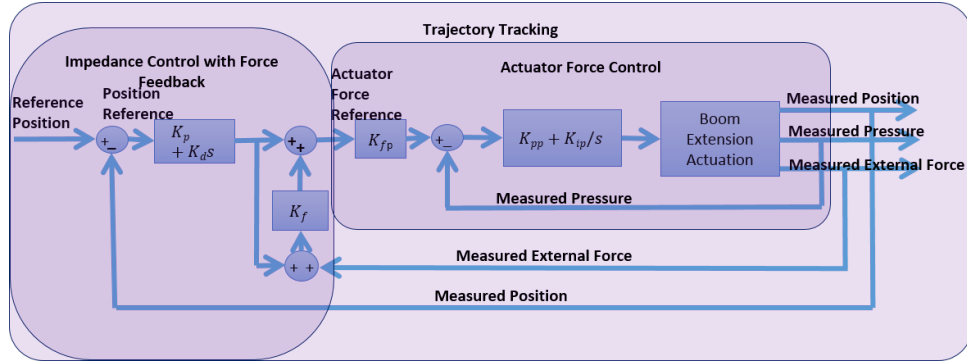 Trajectory Tracking
Impedance Control with Force
Feedback
Actuator Force Control
Actuator
Force
Reference
Reference
Position
Position
Reference
+
−
K_p
+ K_d s
+
+
K_fp
+
−
K_pp + K_ip/s
Boom
Extension
Actuation
Measured Position
Measured Pressure
Measured External Force
K_f
+ +
Measured Pressure
Measured External Force
Measured Position